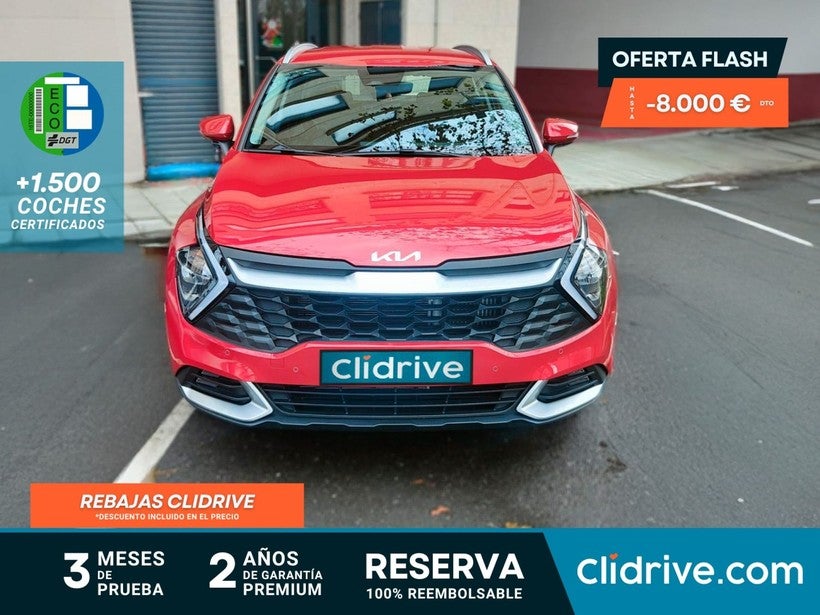 ECO
DGT
+1.500
COCHES
CERTIFICADOS
OFERTA FLASH
HASTA
-8.000 €
DTO
KIA
Clidrive
REBAJAS CLIDRIVE
*DESCUENTO INCLUIDO EN EL PRECIO
3 MESES
DE
PRUEBA
2 AÑOS
DE GARANTÍA
PREMIUM
RESERVA
100% REEMBOLSABLE
Clidrive.com